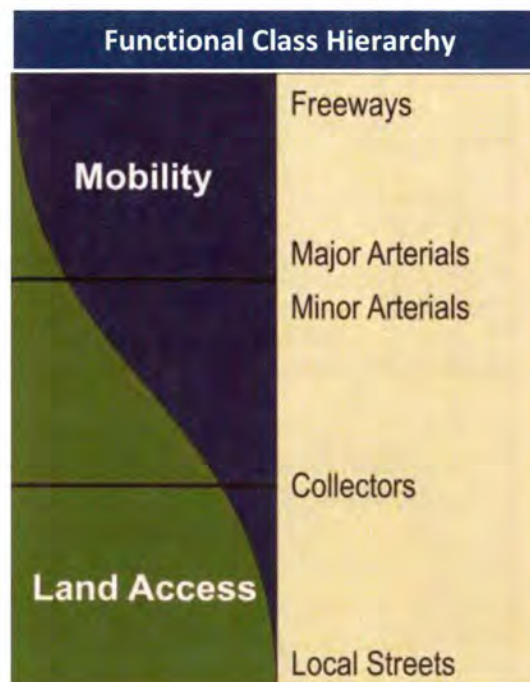 Functional Class Hierarchy
Freeways
Mobility
Major Arterials
Minor Arterials
Collectors
Land Access
Local Streets